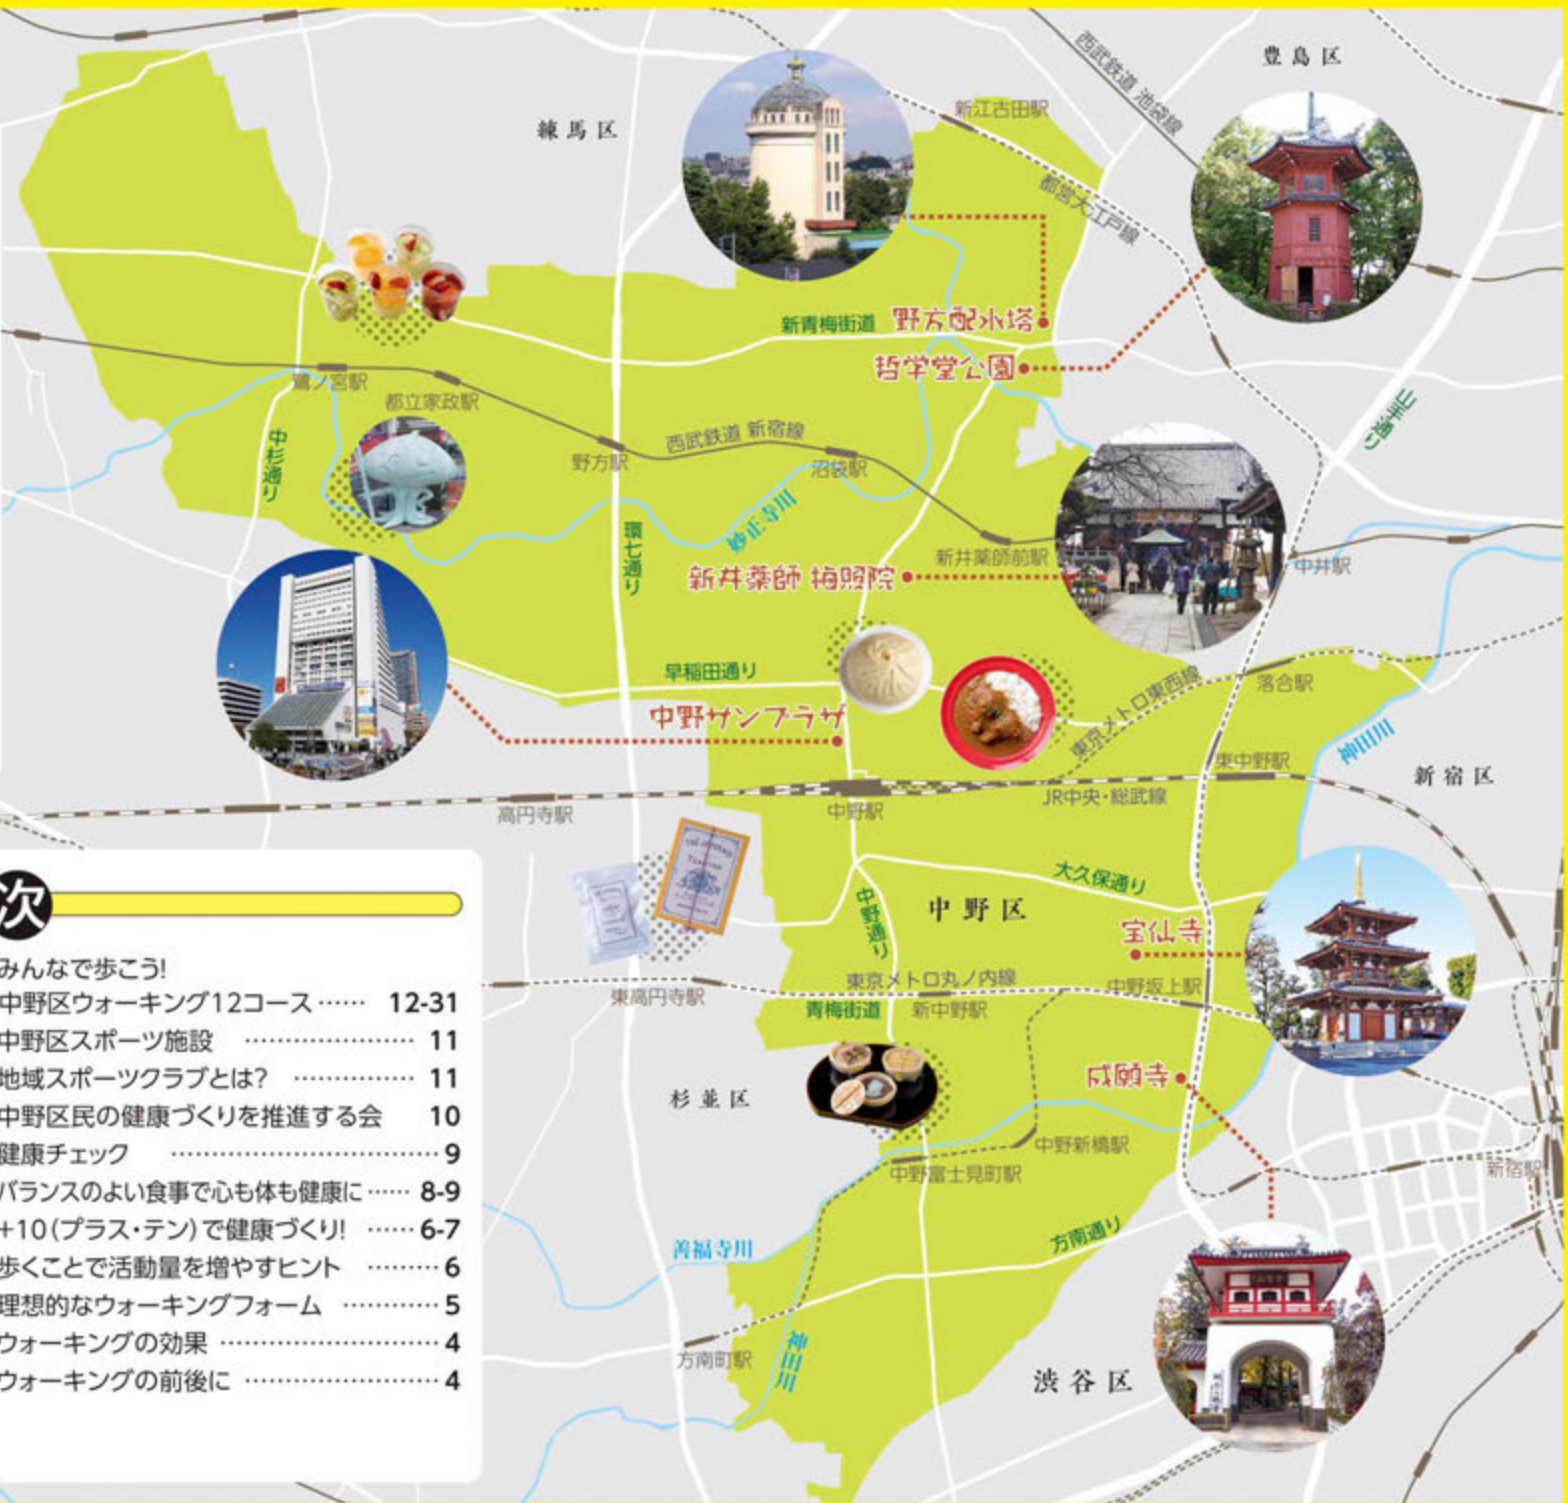 豊島区
西武鉄道 池袋線
練馬区
新江古田駅
都営大江戸線
新青梅街道
野方配水塔
哲学堂公園
鷺ノ宮駅
都立家政駅
山手通り
中杉通り
西武鉄道 新宿線
野方駅
沼袋駅
妙正寺川
環七通り
新井薬師前駅
中井駅
新井薬師 梅照院
早稲田通り
落合駅
中野サンプラザ
東京メトロ東西線
神田川
東中野駅
新宿区
高円寺駅
中野駅
JR中央・総武線
大久保通り
中野通り
中野区
宝仙寺
東京メトロ丸ノ内線
中野坂上駅
東高円寺駅
青梅街道
新中野駅
成願寺
杉並区
中野新橋駅
中野富士見町駅
新宿駅
方南通り
善福寺川
方南町駅
神田川
渋谷区
次
みんなで歩こう!
中野区ウォーキング12コース …… 12-31
中野区スポーツ施設 ………………… 11
地域スポーツクラブとは? …………… 11
中野区民の健康づくりを推進する会 10
健康チェック …………………………… 9
バランスのよい食事で心も体も健康に …… 8-9
+10(プラス・テン)で健康づくり! …… 6-7
歩くことで活動量を増やすヒント ……… 6
理想的なウォーキングフォーム ………… 5
ウォーキングの効果 ……………………… 4
ウォーキングの前後に …………………… 4